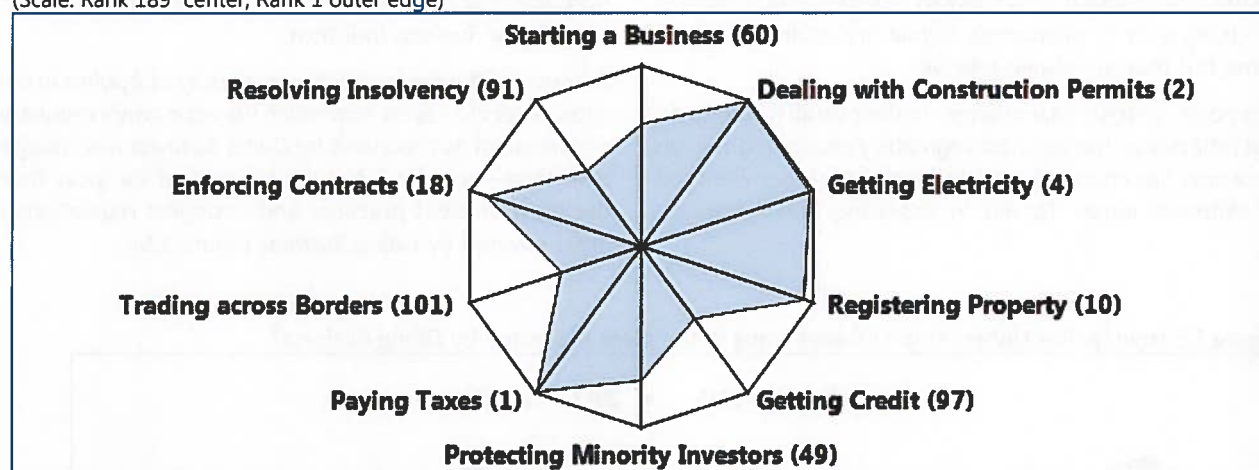 (Scale: Rank 189 center, Rank 1 outer edge)
Starting a Business (60)
Resolving Insolvency (91)
Dealing with Construction Permits (2)
Enforcing Contracts (18)
Getting Electricity (4)
Trading across Borders (101)
Registering Property (10)
Paying Taxes (1)
Getting Credit (97)
Protecting Minority Investors (49)